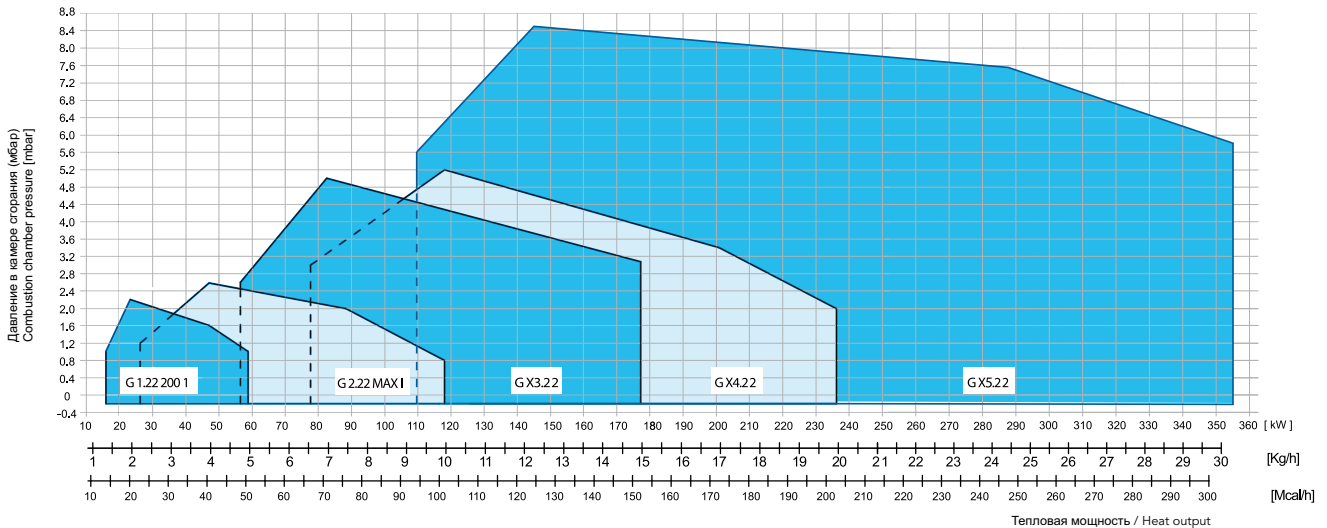 8.8
8.4
8.0
7.6
7.2
6.8
6.4
6.0
5.6
5.2
4.8
4.4
4.0
3.6
3.2
2.8
2.4
2.0
1.6
1.2
0.8
0.4
0
-0.4
Давление в камере сгорания (мбар)
Combustion chamber pressure [mbar]
G 1.22 200 1
G 2.22 MAX I
G X3.22
G X4.22
G X5.22
10 20 30 40 50 60 70 80 90 100 110 120 130 140 150 160 170 180 190 200 210 220 230 240 250 260 270 280 290 300 310 320 330 340 350 360 [ kW ]
1 2 3 4 5 6 7 8 9 10 11 12 13 14 15 16 17 18 19 20 21 22 23 24 25 26 27 28 29 30 [Kg/h]
10 20 30 40 50 60 70 80 90 100 110 120 130 140 150 160 170 180 190 200 210 220 230 240 250 260 270 280 290 300 [Mcal/h]
Тепловая мощность / Heat output